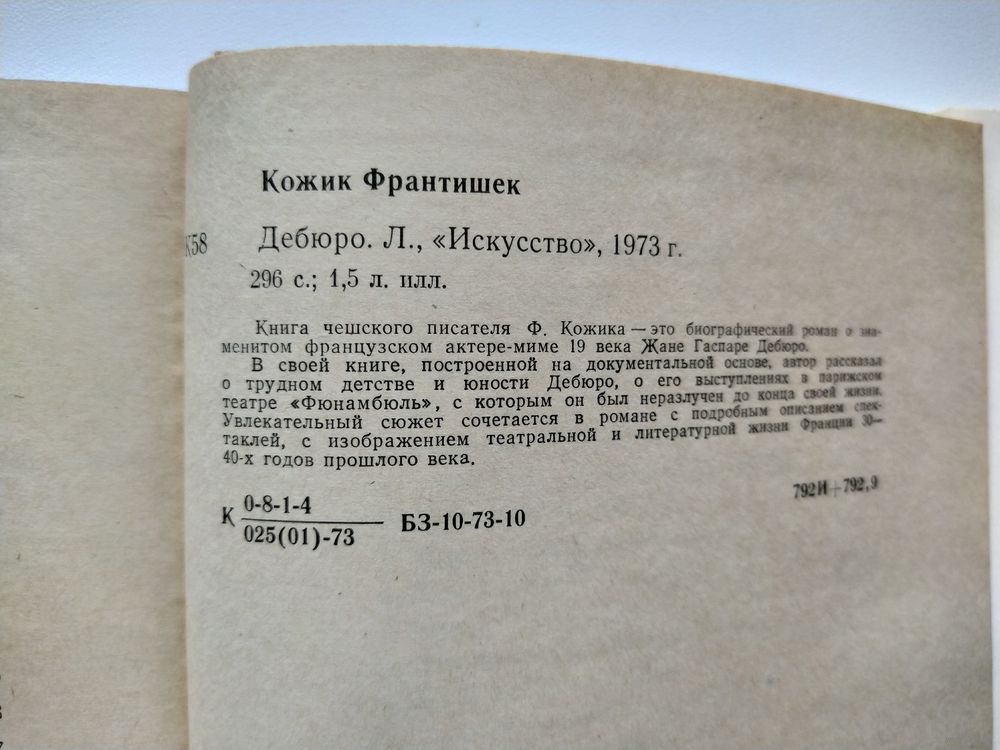 Кожик Франтишек
К58 Дебюро. Л., «Искусство», 1973 г.
296 с.; 1,5 л. илл.
Книга чешского писателя Ф. Кожика — это биографический роман о зна-
менитом французском актере-миме 19 века Жане Гаспаре Дебюро.
В своей книге, построенной на документальной основе, автор рассказал
о трудном детстве и юности Дебюро, о его выступлениях в парижском
театре «Фюнамбюль», с которым он был неразлучен до конца своей жизни.
Увлекательный сюжет сочетается в романе с подробным описанием спек-
таклей, с изображением театральной и литературной жизни Франции 30—
40-х годов прошлого века.
792И+792,9
К 0-8-1-4
025(01)-73 БЗ-10-73-10